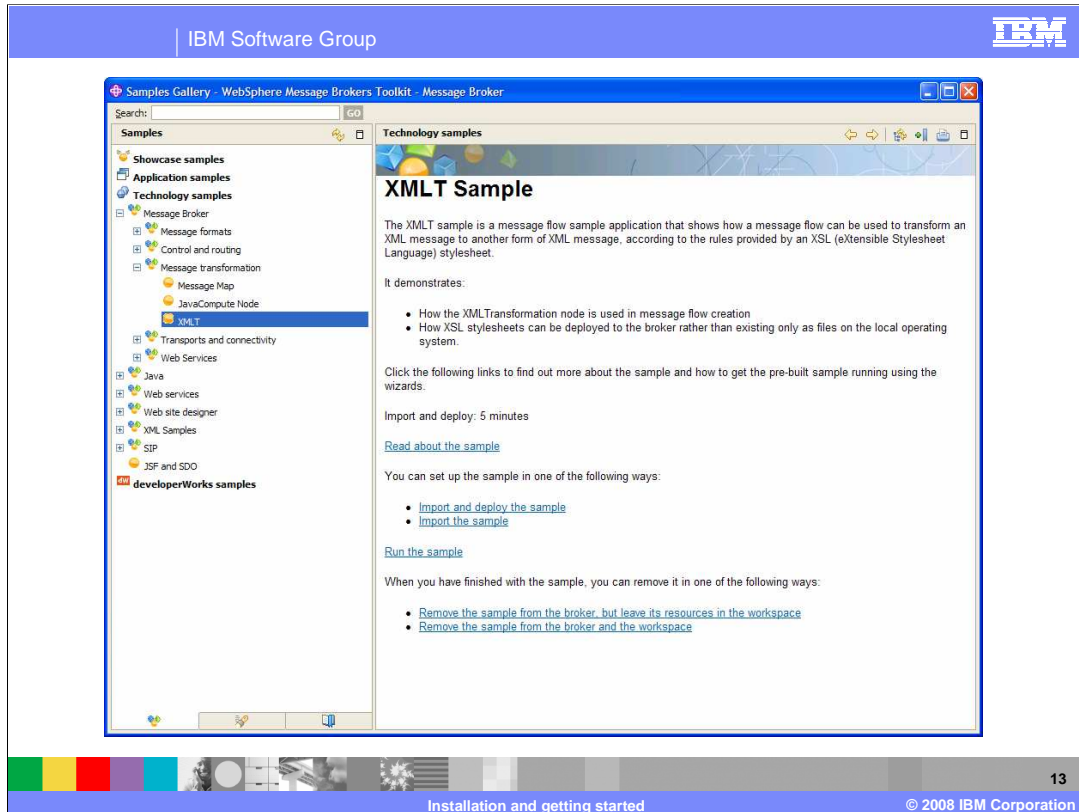 IBM Software Group
IBM
Samples Gallery - WebSphere Message Brokers Toolkit - Message Broker
Search:
GO
Samples
Showcase samples
Application samples
Technology samples
Message Broker
Message formats
Control and routing
Message transformation
Message Map
JavaCompute Node
XMLT
Transports and connectivity
Web Services
Java
Web services
Web site designer
XML Samples
SIP
JSF and SDO
dW developerWorks samples
Technology samples
XMLT Sample
The XMLT sample is a message flow sample application that shows how a message flow can be used to transform an
XML message to another form of XML message, according to the rules provided by an XSL (eXtensible Stylesheet
Language) stylesheet.
It demonstrates:
• How the XMLTransformation node is used in message flow creation
• How XSL stylesheets can be deployed to the broker rather than existing only as files on the local operating
system.
Click the following links to find out more about the sample and how to get the pre-built sample running using the
wizards.
Import and deploy: 5 minutes
Read about the sample
You can set up the sample in one of the following ways:
• Import and deploy the sample
• Import the sample
Run the sample
When you have finished with the sample, you can remove it in one of the following ways:
• Remove the sample from the broker, but leave its resources in the workspace
• Remove the sample from the broker and the workspace
13
Installation and getting started
© 2008 IBM Corporation